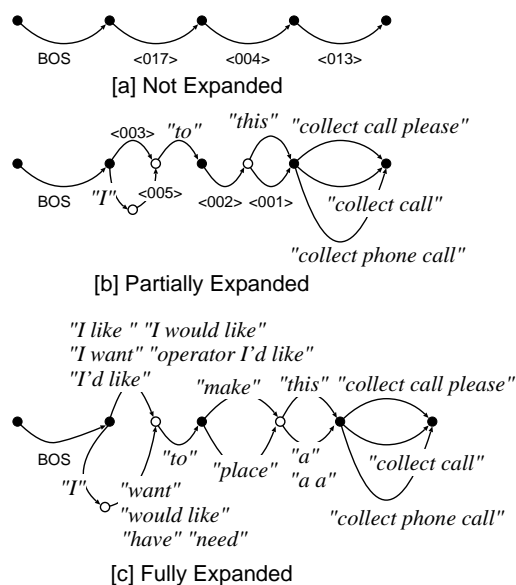 BOS <017> <004> <013>
[a] Not Expanded
<003> "to" "this" "collect call please"
BOS "I" <005> <002> <001> "collect call"
"collect phone call"
[b] Partially Expanded
"I like " "I would like"
"I want" "operator I'd like"
"I'd like" "make" "this" "collect call please"
BOS "to" "a" "collect call"
"I" "want" "place" "a a"
"would like" "collect phone call"
"have" "need"
[c] Fully Expanded